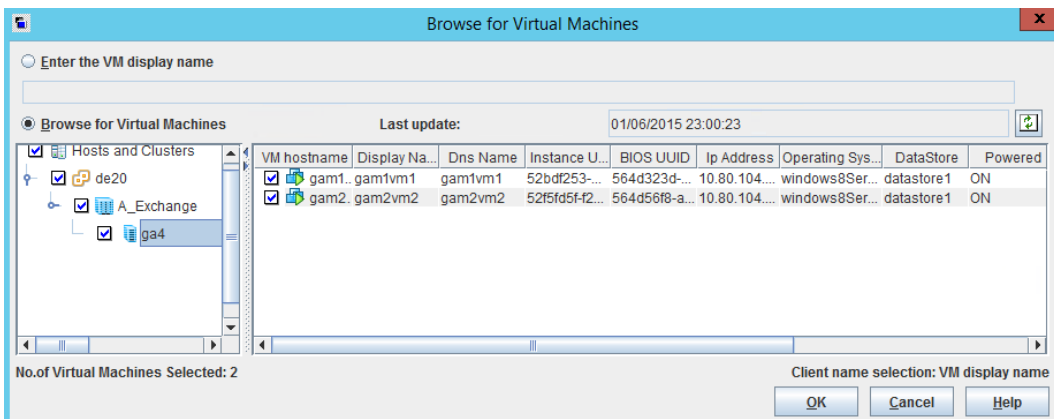 Browse for Virtual Machines
Enter the VM display name
Browse for Virtual Machines Last update: 01/06/2015 23:00:23
Hosts and Clusters
de20
A_Exchange
ga4
VM hostname Display Na... Dns Name Instance U... BIOS UUID Ip Address Operating Sys... DataStore Powered
gam1.. gam1vm1 gam1vm1 52bdf253-... 564d323d-... 10.80.104.... windows8Ser... datastore1 ON
gam2. gam2vm2 gam2vm2 52f5fd5f-f2... 564d56f8-a... 10.80.104.... windows8Ser... datastore1 ON
No.of Virtual Machines Selected: 2
Client name selection: VM display name
OK Cancel Help